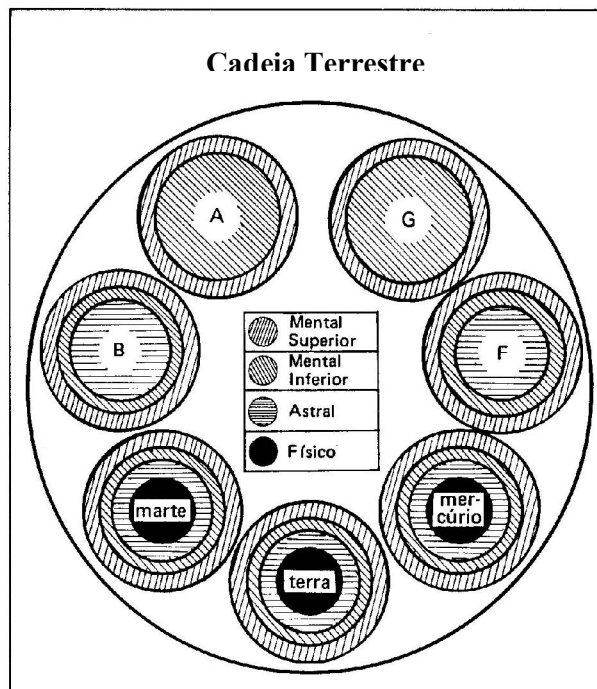 Cadeia Terrestre
A
G
B
F
Mental
Superior
Mental
Inferior
Astral
Físico
marte
mer-
cúrio
terra